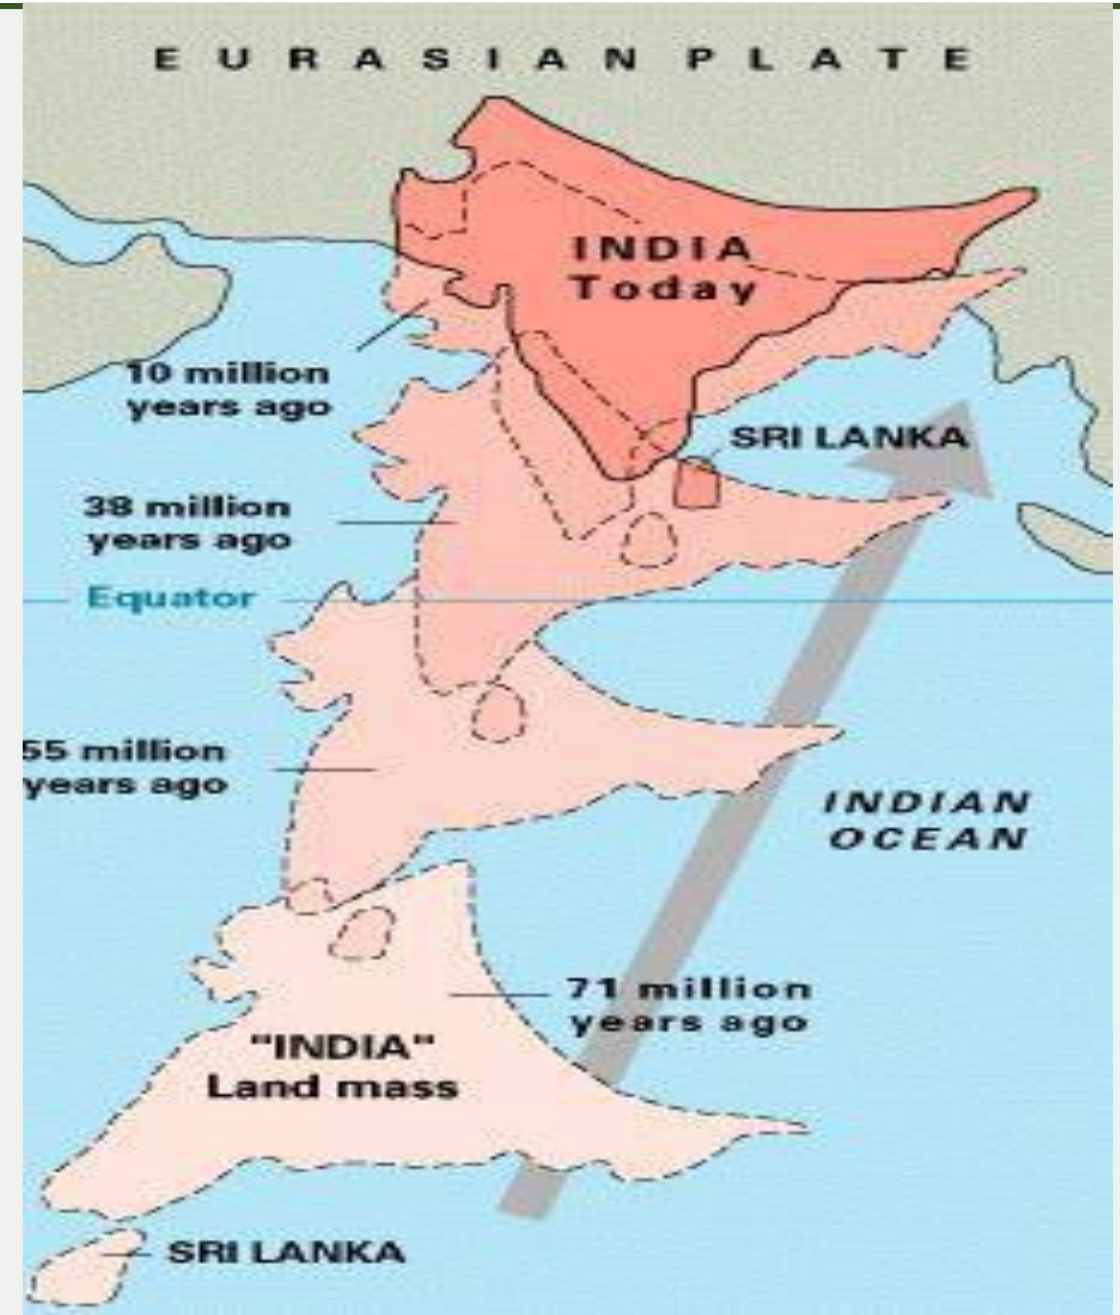 EURASIAN PLATE
INDIA
Today
10 million
years ago
SRI LANKA
38 million
years ago
Equator
55 million
years ago
INDIAN
OCEAN
71 million
years ago
"INDIA"
Land mass
SRI LANKA